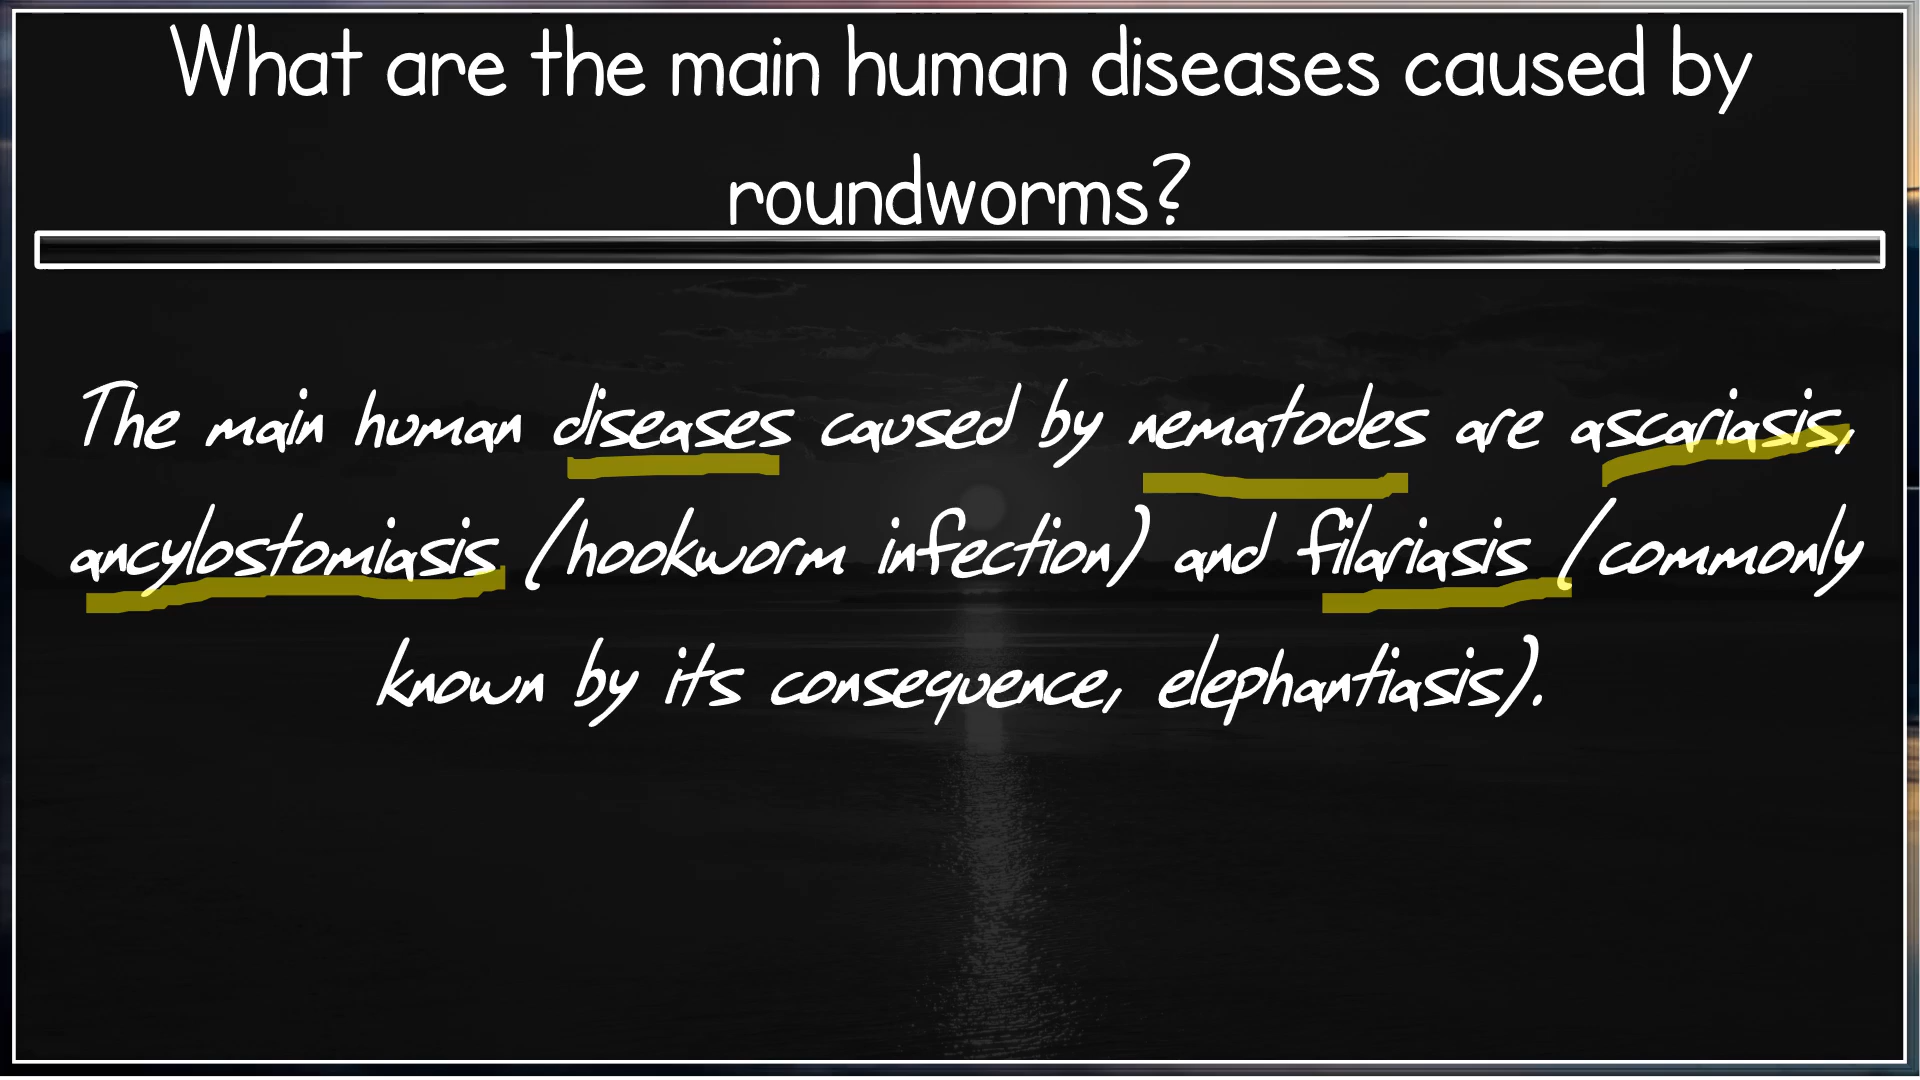 What are the main human diseases caused by
roundworms?
The main human diseases caused by nematodes are ascariasis,
ancylostomiasis (hookworm infection) and filariasis (commonly
known by its consequence, elephantiasis).